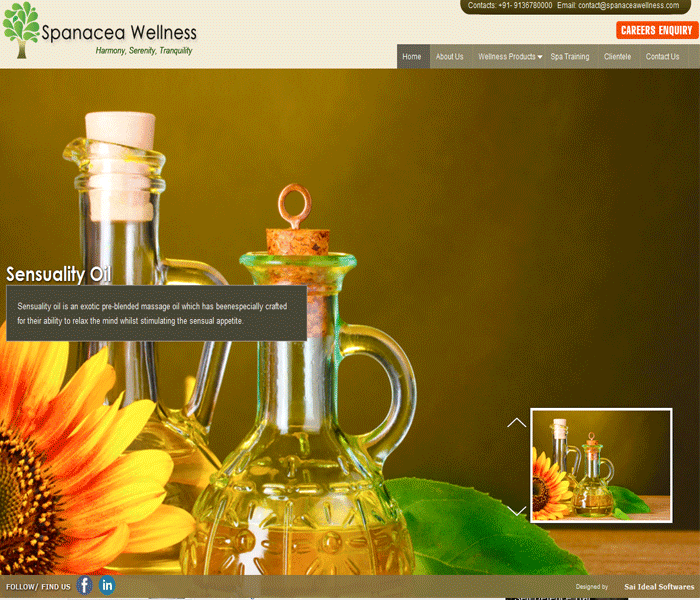 Contacts: +91- 9136780000 Email: contact@spanaceawellness.com
Spanacea Wellness
Harmony, Serenity, Tranquility
CAREERS ENQUIRY
Home About Us Wellness Products Spa Training Clientele Contact Us
Sensuality Oil
Sensuality oil is an exotic pre-blended massage oil which has beenespecially crafted
for their ability to relax the mind whilst stimulating the sensual appetite.
FOLLOW/ FIND US
Designed by Sai Ideal Softwares